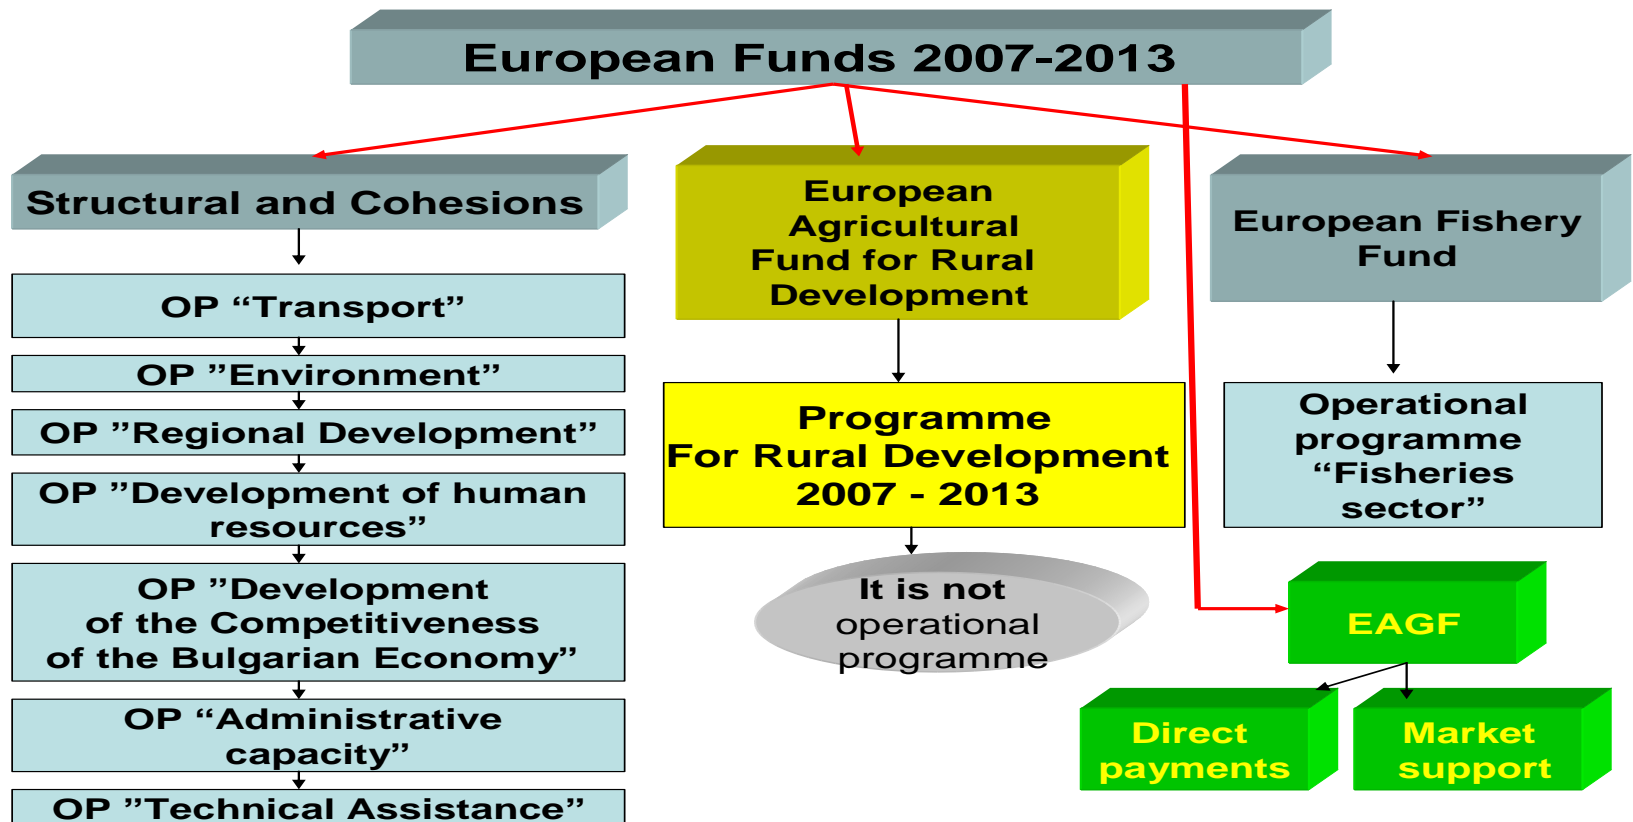 European Funds 2007-2013
Structural and Cohesions
OP “Transport”
OP ”Environment”
OP ”Regional Development”
OP ”Development of human
resources”
OP ”Development
of the Competitiveness
of the Bulgarian Economy”
OP “Administrative
capacity”
OP ”Technical Assistance”
European
Agricultural
Fund for Rural
Development
Programme
For Rural Development
2007 - 2013
It is not
operational
programme
European Fishery
Fund
Operational
programme
“Fisheries
sector”
EAGF
Direct
payments
Market
support